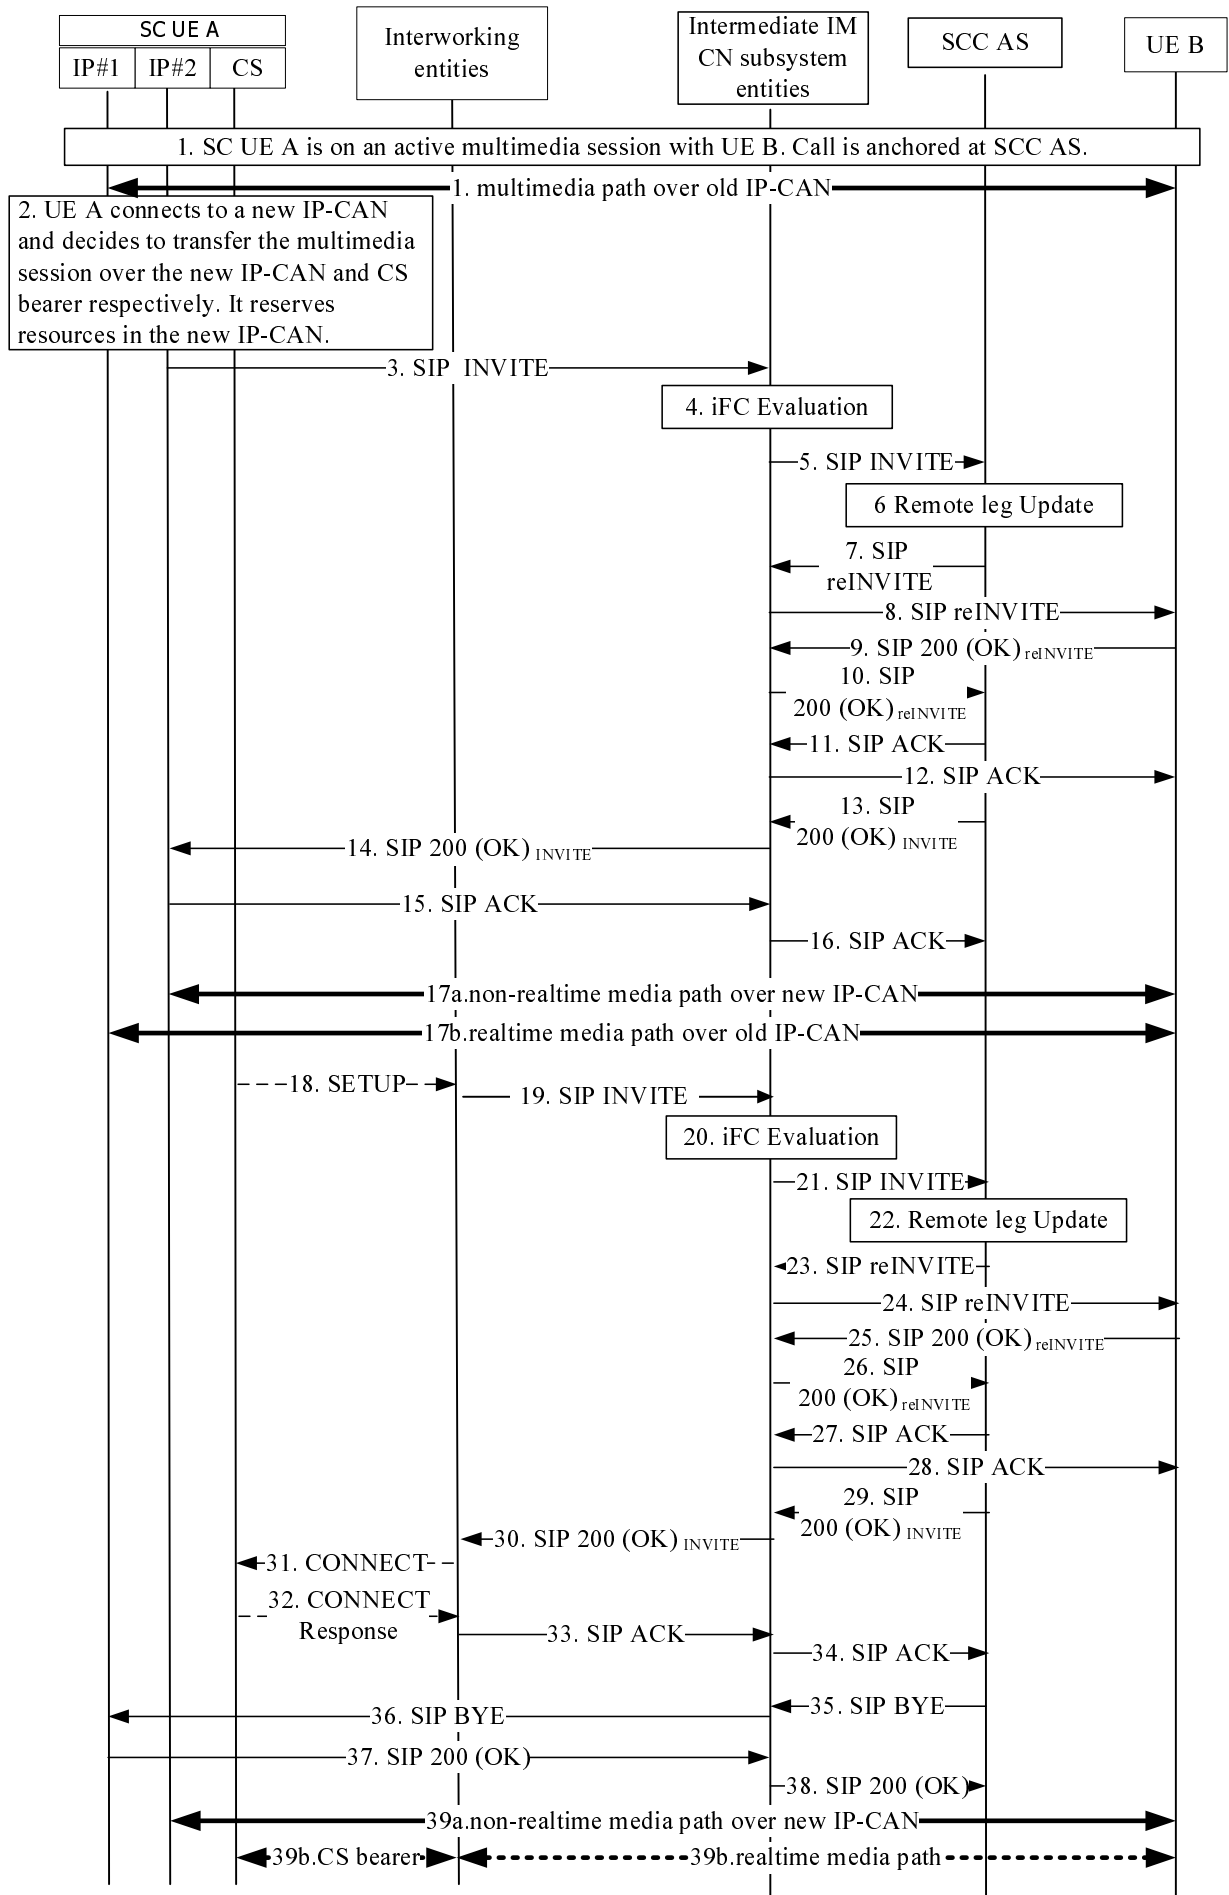 SC UE A
IP#1 IP#2 CS
Interworking
entities
Intermediate IM
CN subsystem
entities
SCC AS
UE B
1. SC UE A is on an active multimedia session with UE B. Call is anchored at SCC AS.
1. multimedia path over old IP-CAN
2. UE A connects to a new IP-CAN
and decides to transfer the multimedia
session over the new IP-CAN and CS
bearer respectively. It reserves
resources in the new IP-CAN.
3. SIP INVITE
4. iFC Evaluation
5. SIP INVITE
6 Remote leg Update
7. SIP
reINVITE
8. SIP reINVITE
9. SIP 200 (OK) reINVITE
10. SIP
200 (OK) reINVITE
11. SIP ACK
12. SIP ACK
13. SIP
200 (OK) INVITE
14. SIP 200 (OK) INVITE
15. SIP ACK
16. SIP ACK
17a.non-realtime media path over new IP-CAN
17b.realtime media path over old IP-CAN
18. SETUP
19. SIP INVITE
20. iFC Evaluation
21. SIP INVITE
22. Remote leg Update
23. SIP reINVITE
24. SIP reINVITE
25. SIP 200 (OK) reINVITE
26. SIP
200 (OK) reINVITE
27. SIP ACK
28. SIP ACK
29. SIP
200 (OK) INVITE
30. SIP 200 (OK) INVITE
31. CONNECT
32. CONNECT
Response
33. SIP ACK
34. SIP ACK
35. SIP BYE
36. SIP BYE
37. SIP 200 (OK)
38. SIP 200 (OK)
39a.non-realtime media path over new IP-CAN
39b.CS bearer
39b.realtime media path